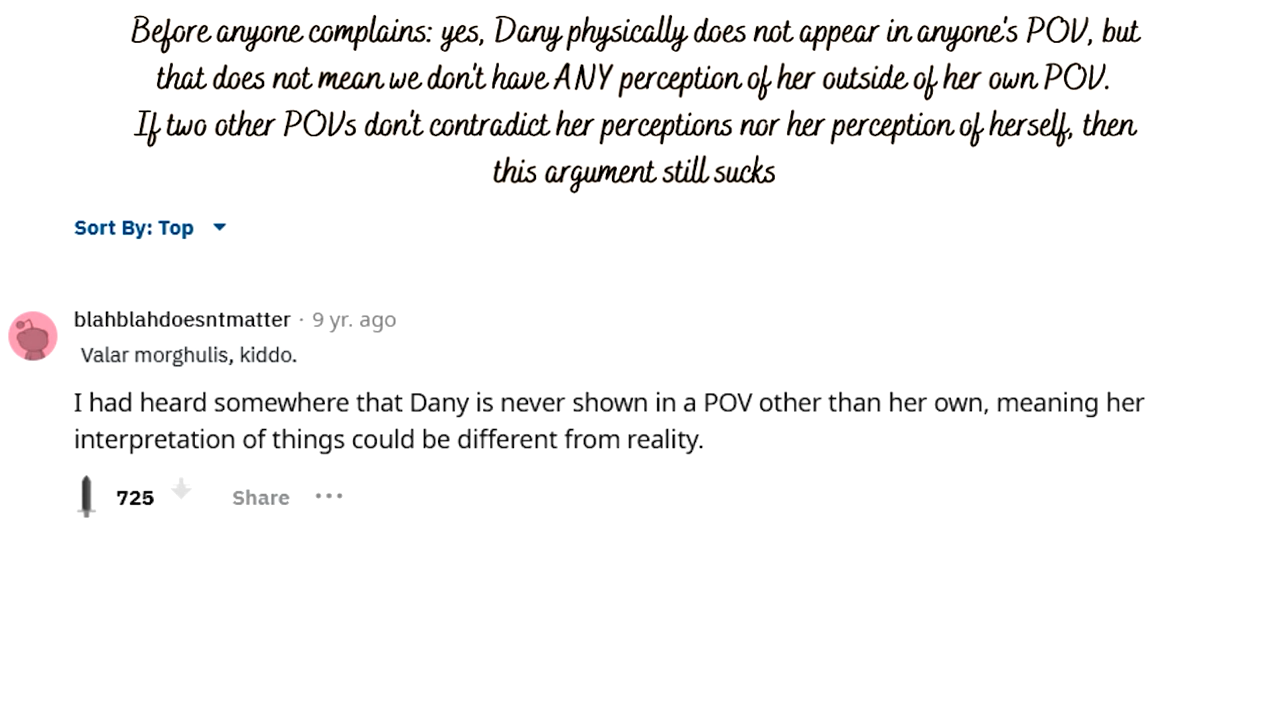 Before anyone complains: yes, Dany physically does not appear in anyone's POV, but
that does not mean we don't have ANY perception of her outside of her own POV.
If two other POVs don't contradict her perceptions nor her perception of herself, then
this argument still sucks
Sort By: Top
blahblahdoesntmatter · 9 yr. ago
Valar morghulis, kiddo.
I had heard somewhere that Dany is never shown in a POV other than her own, meaning her
interpretation of things could be different from reality.
725 Share ···